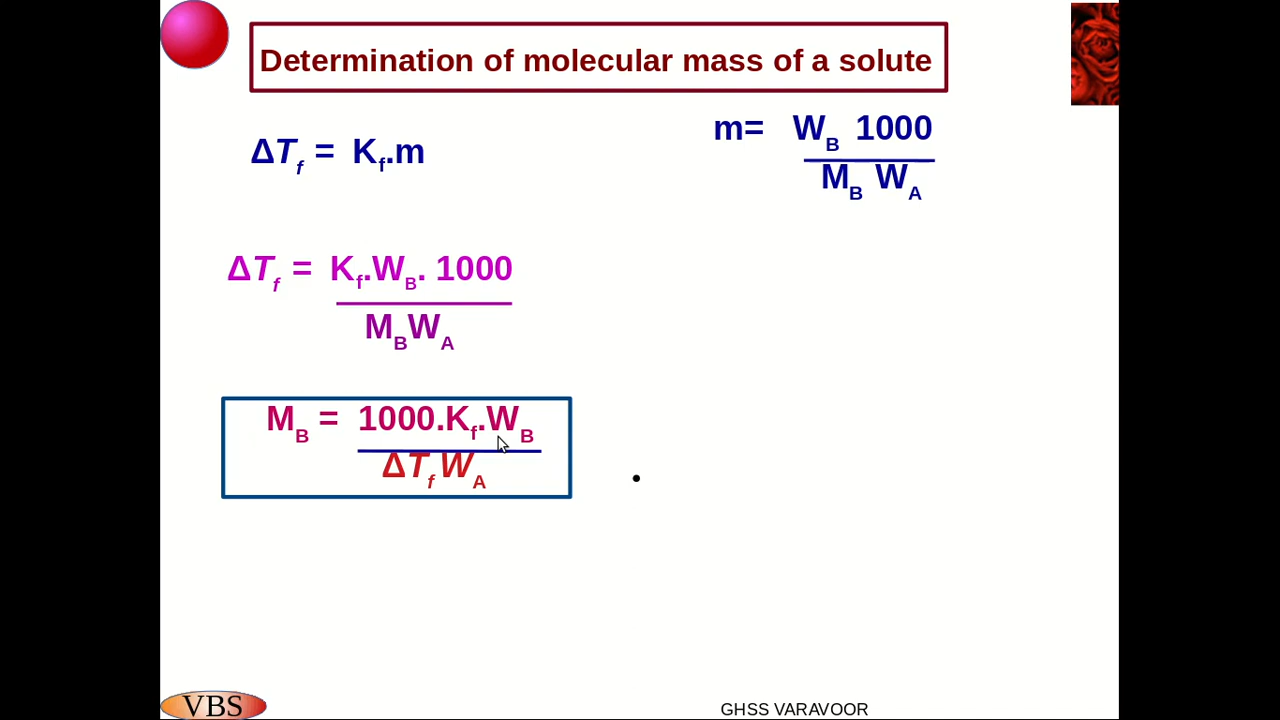 Determination of molecular mass of a solute
ΔTf = Kf.m
m= WB 1000
MB WA
ΔTf = Kf.WB. 1000
MBWA
MB = 1000.Kf.WB
ΔTf WA
.
VBS
GHSS VARAVOOR